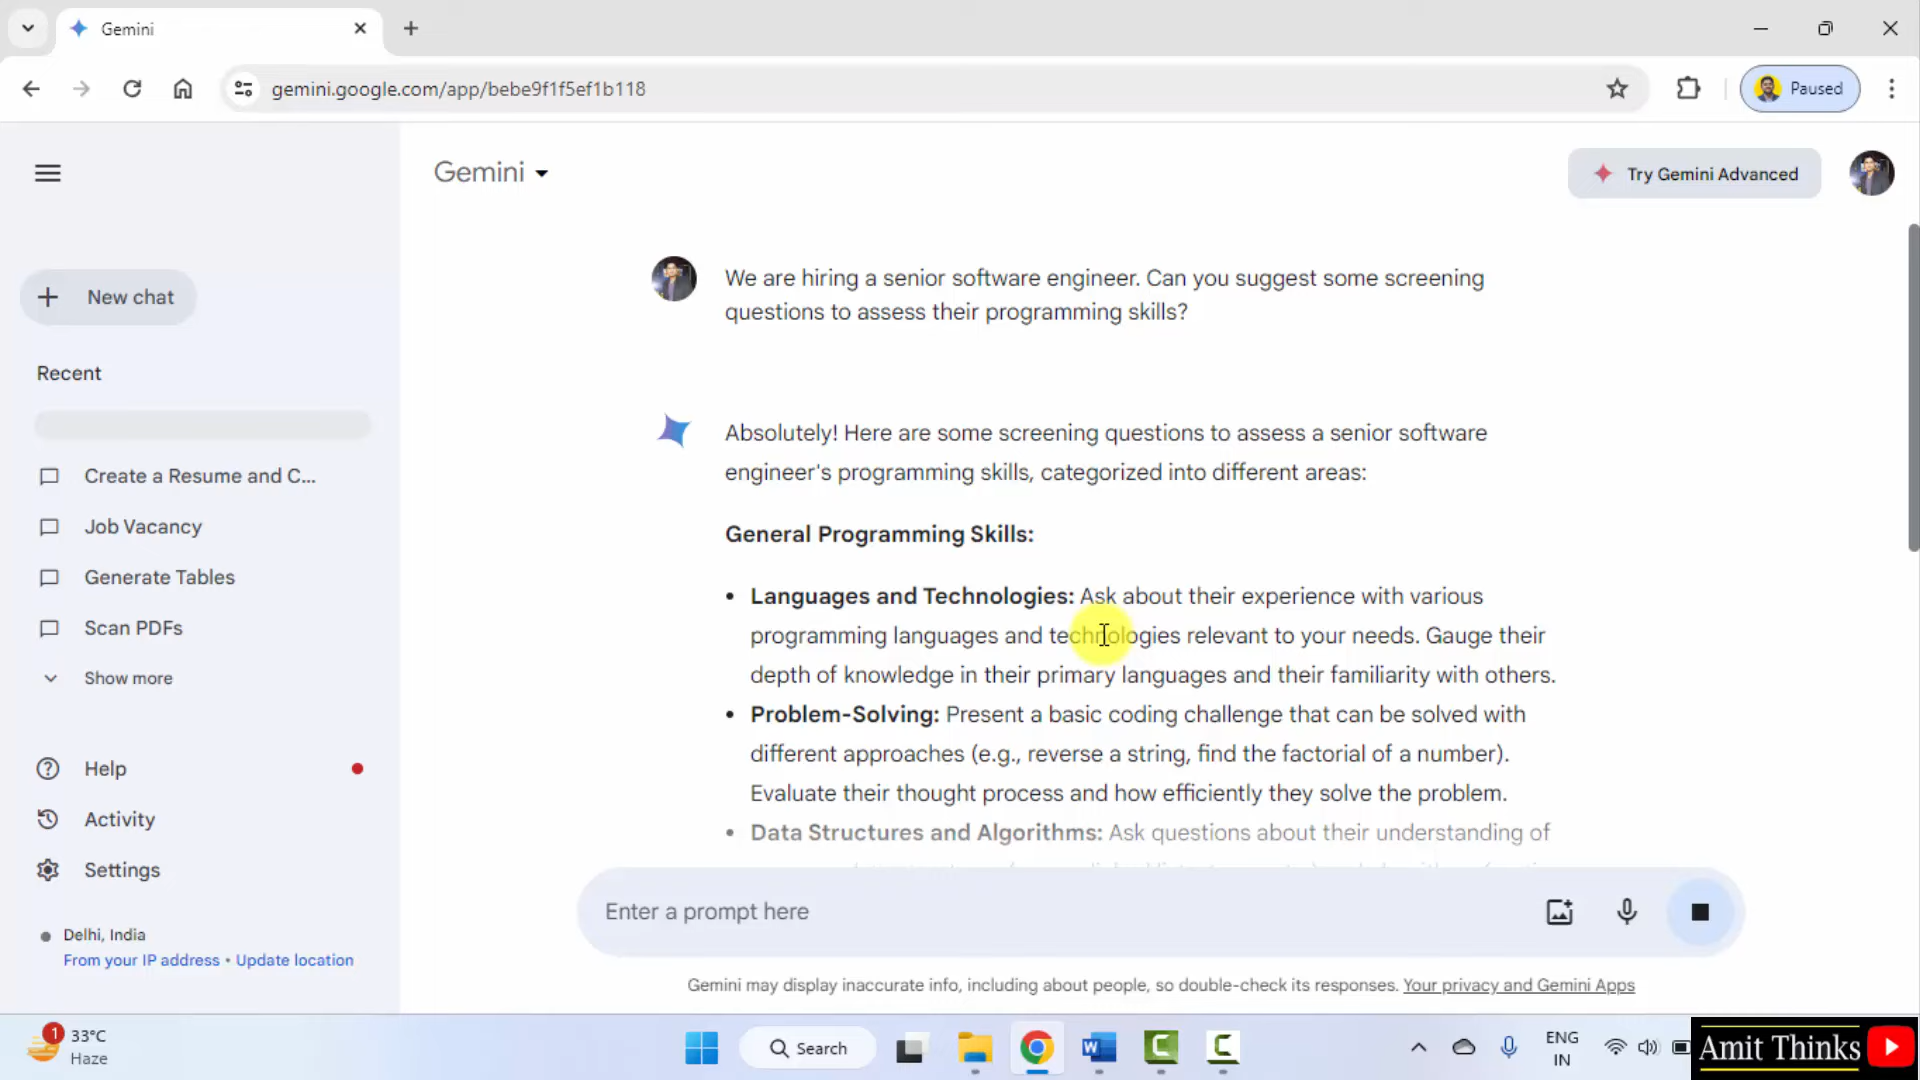 Gemini
gemini.google.com/app/bebe9f1f5ef1b118
Paused
Gemini
Try Gemini Advanced
New chat
Recent
Create a Resume and C...
Job Vacancy
Generate Tables
Scan PDFs
Show more
Help
Activity
Settings
Delhi, India
From your IP address • Update location
We are hiring a senior software engineer. Can you suggest some screening
questions to assess their programming skills?
Absolutely! Here are some screening questions to assess a senior software
engineer's programming skills, categorized into different areas:
General Programming Skills:
• Languages and Technologies: Ask about their experience with various
programming languages and technologies relevant to your needs. Gauge their
depth of knowledge in their primary languages and their familiarity with others.
• Problem-Solving: Present a basic coding challenge that can be solved with
different approaches (e.g., reverse a string, find the factorial of a number).
Evaluate their thought process and how efficiently they solve the problem.
• Data Structures and Algorithms: Ask questions about their understanding of
Enter a prompt here
Gemini may display inaccurate info, including about people, so double-check its responses. Your privacy and Gemini Apps
1
33°C
Haze
Search
ENG
IN
Amit Thinks